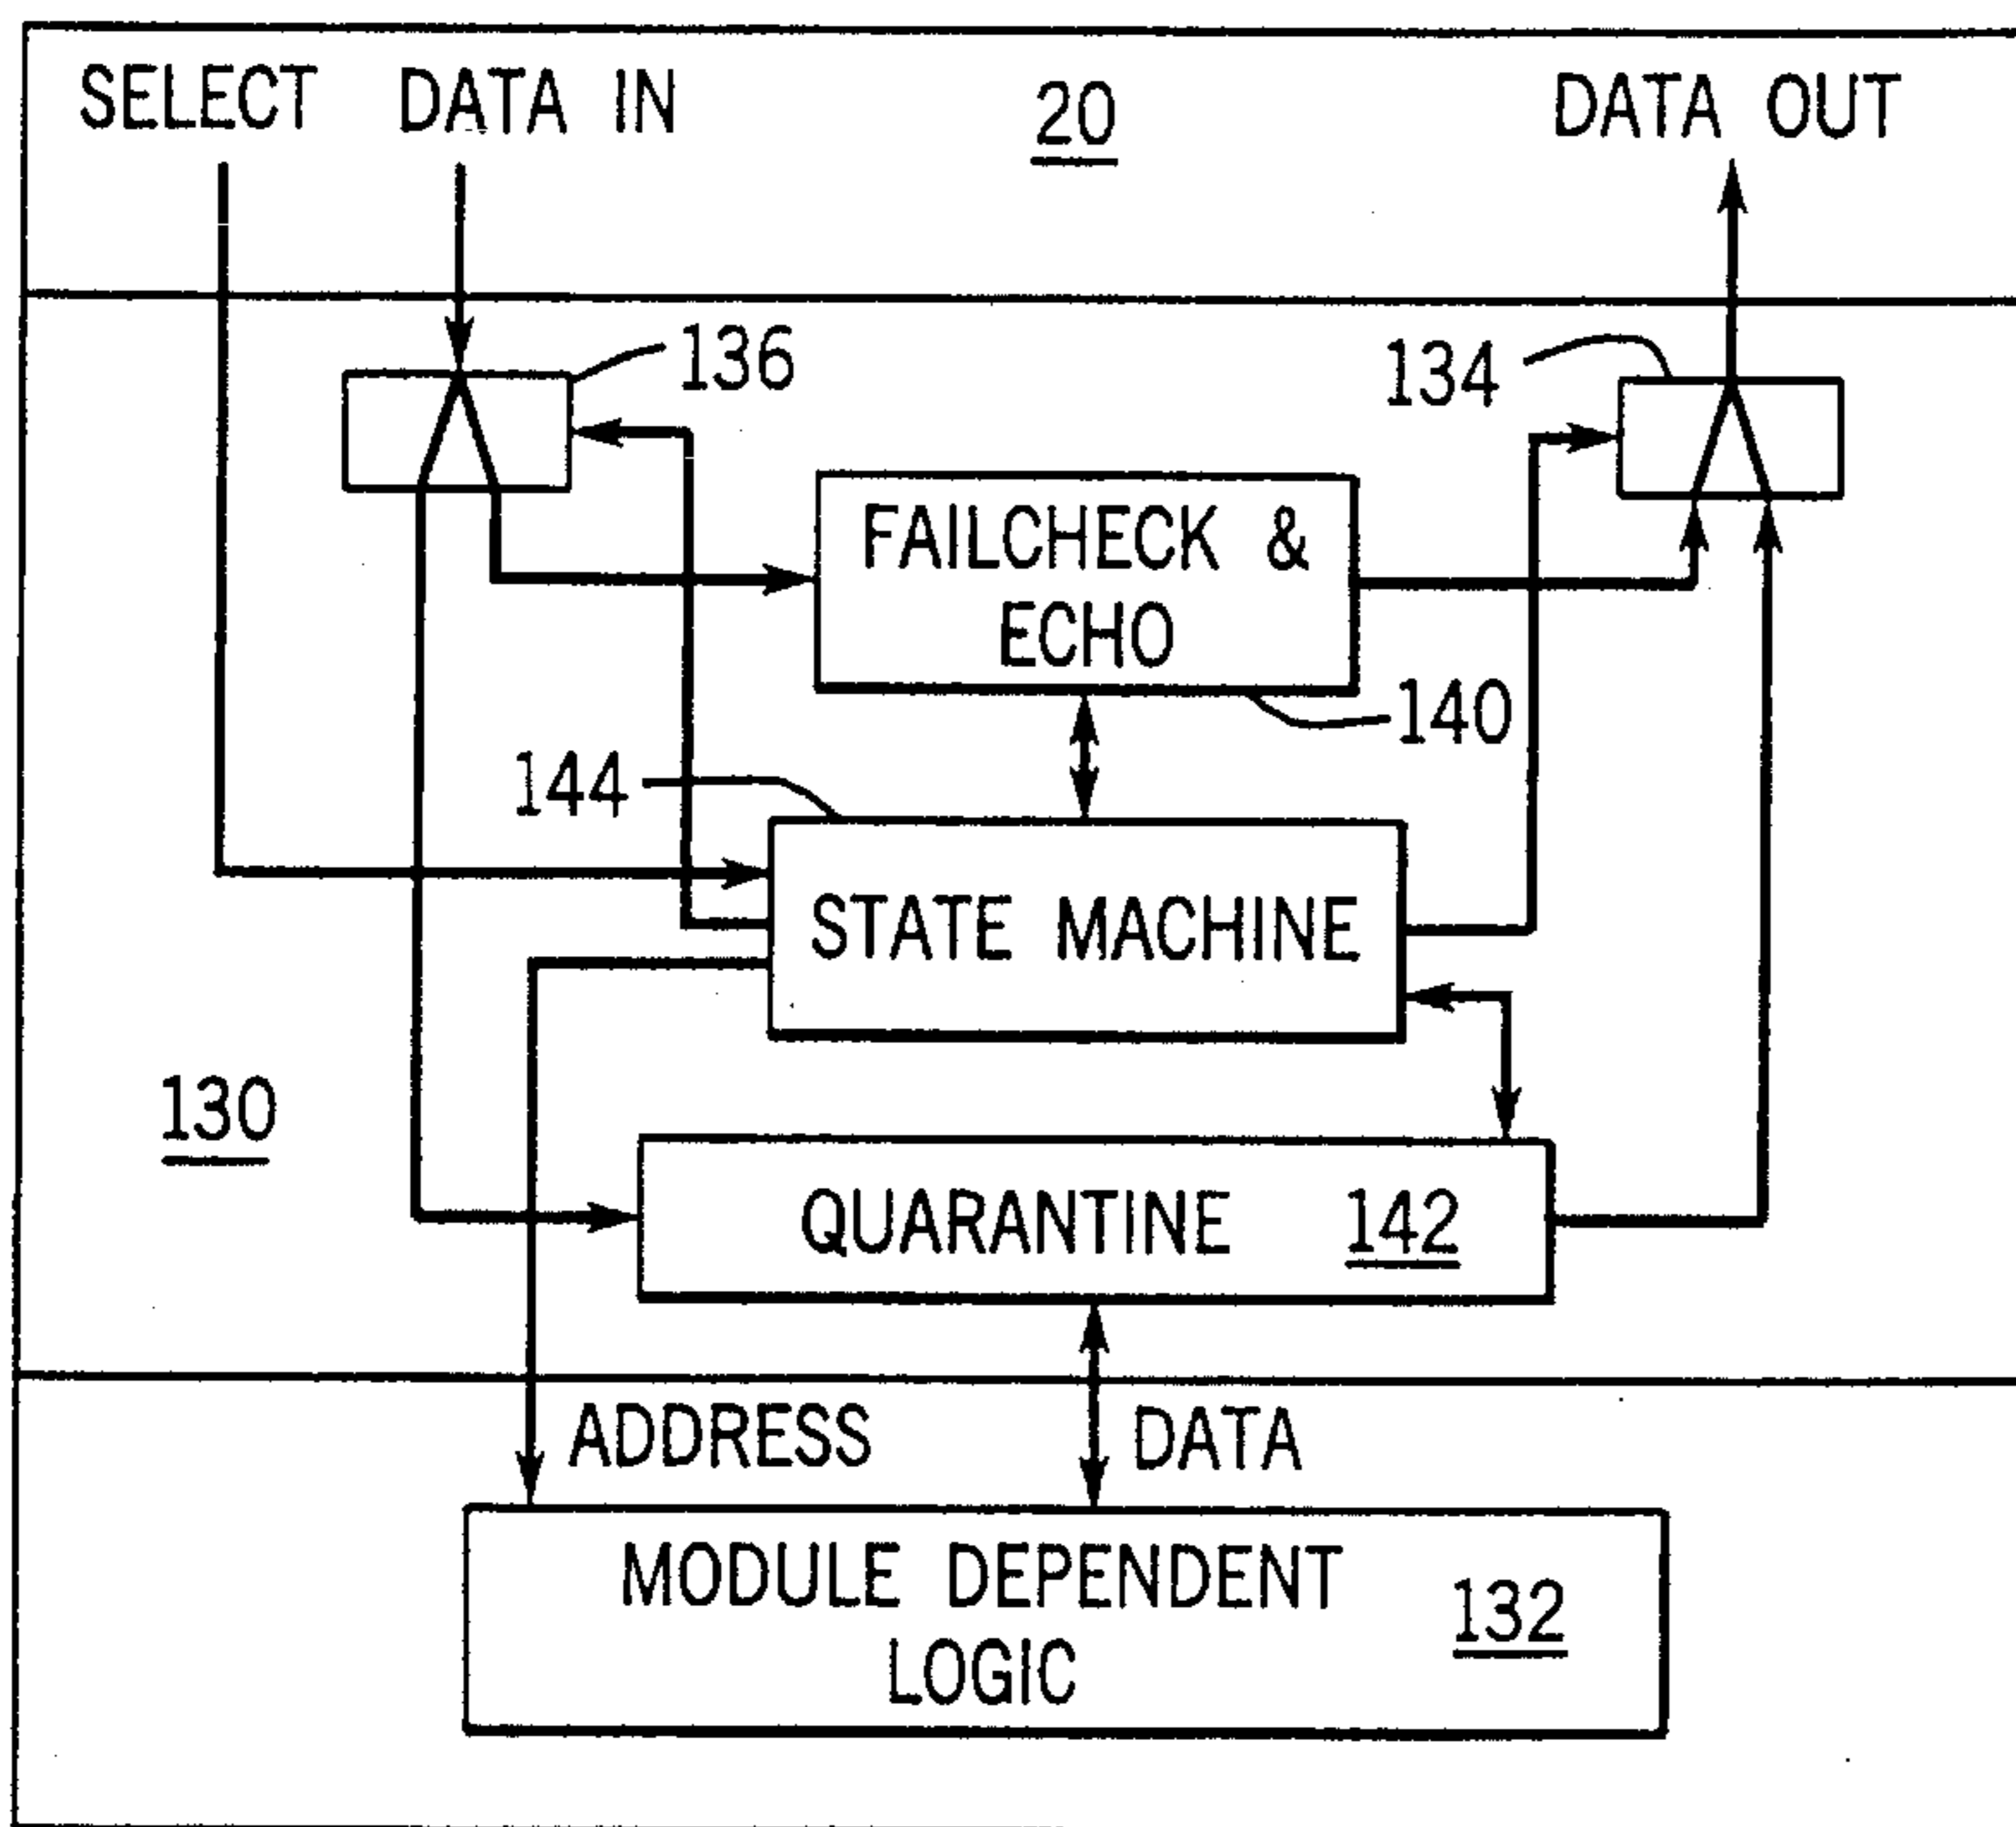 SELECT DATA IN 20 DATA OUT
136
134
FAILCHECK &
ECHO
140
144
STATE MACHINE
130
QUARANTINE 142
ADDRESS DATA
MODULE DEPENDENT
LOGIC
132